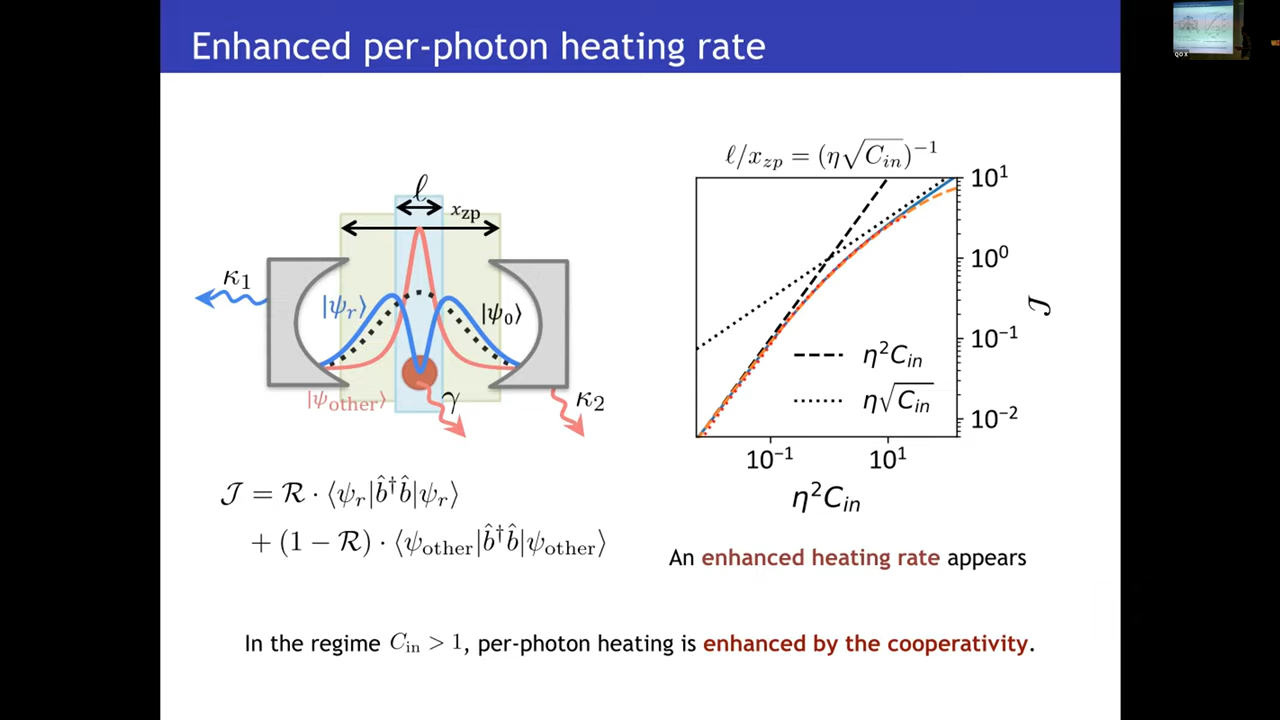 Enhanced per-photon heating rate
ℓ
x_zp
κ₁
|ψ_r⟩
|ψ₀⟩
|ψ_other⟩
γ
κ₂
𝒥 = ℛ · ⟨ψ_r|b̂†b̂|ψ_r⟩
+ (1 − ℛ) · ⟨ψ_other|b̂†b̂|ψ_other⟩
ℓ/x_zp = (η√C_in)⁻¹
10¹
10⁰
10⁻¹
10⁻²
𝒥
η²C_in
η√C_in
10⁻¹ 10¹
η²C_in
An enhanced heating rate appears
In the regime C_in > 1, per-photon heating is enhanced by the cooperativity.